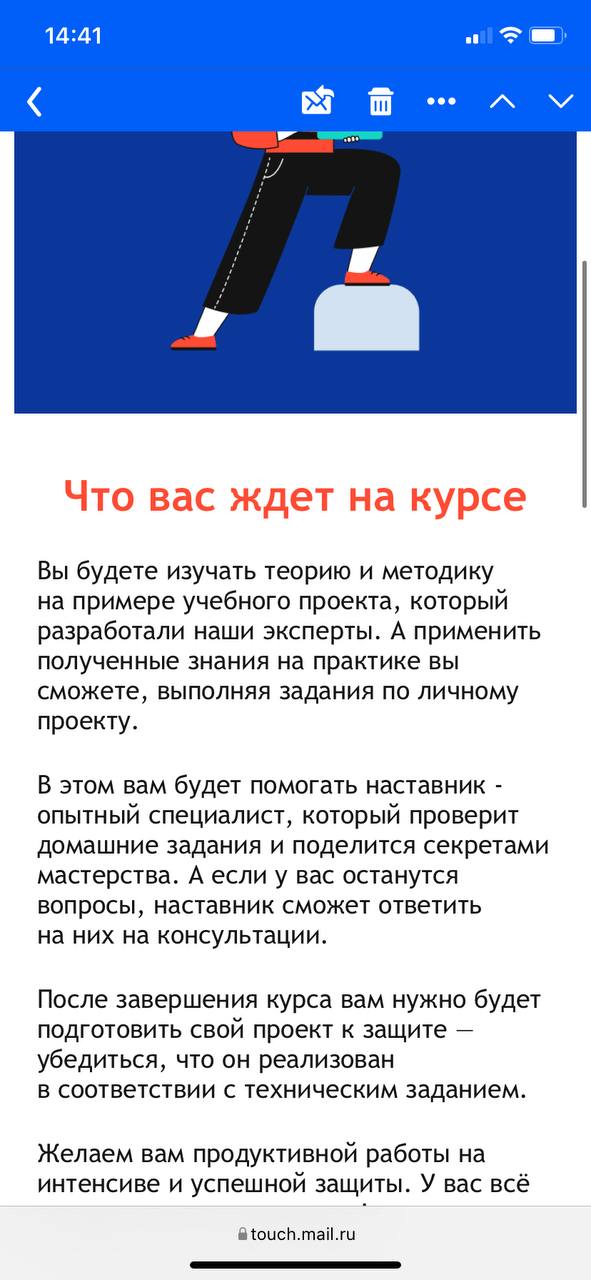 14:41
Что вас ждет на курсе
Вы будете изучать теорию и методику
на примере учебного проекта, который
разработали наши эксперты. А применить
полученные знания на практике вы
сможете, выполняя задания по личному
проекту.
В этом вам будет помогать наставник -
опытный специалист, который проверит
домашние задания и поделится секретами
мастерства. А если у вас останутся
вопросы, наставник сможет ответить
на них на консультации.
После завершения курса вам нужно будет
подготовить свой проект к защите —
убедиться, что он реализован
в соответствии с техническим заданием.
Желаем вам продуктивной работы на
интенсиве и успешной защиты. У вас всё
touch.mail.ru